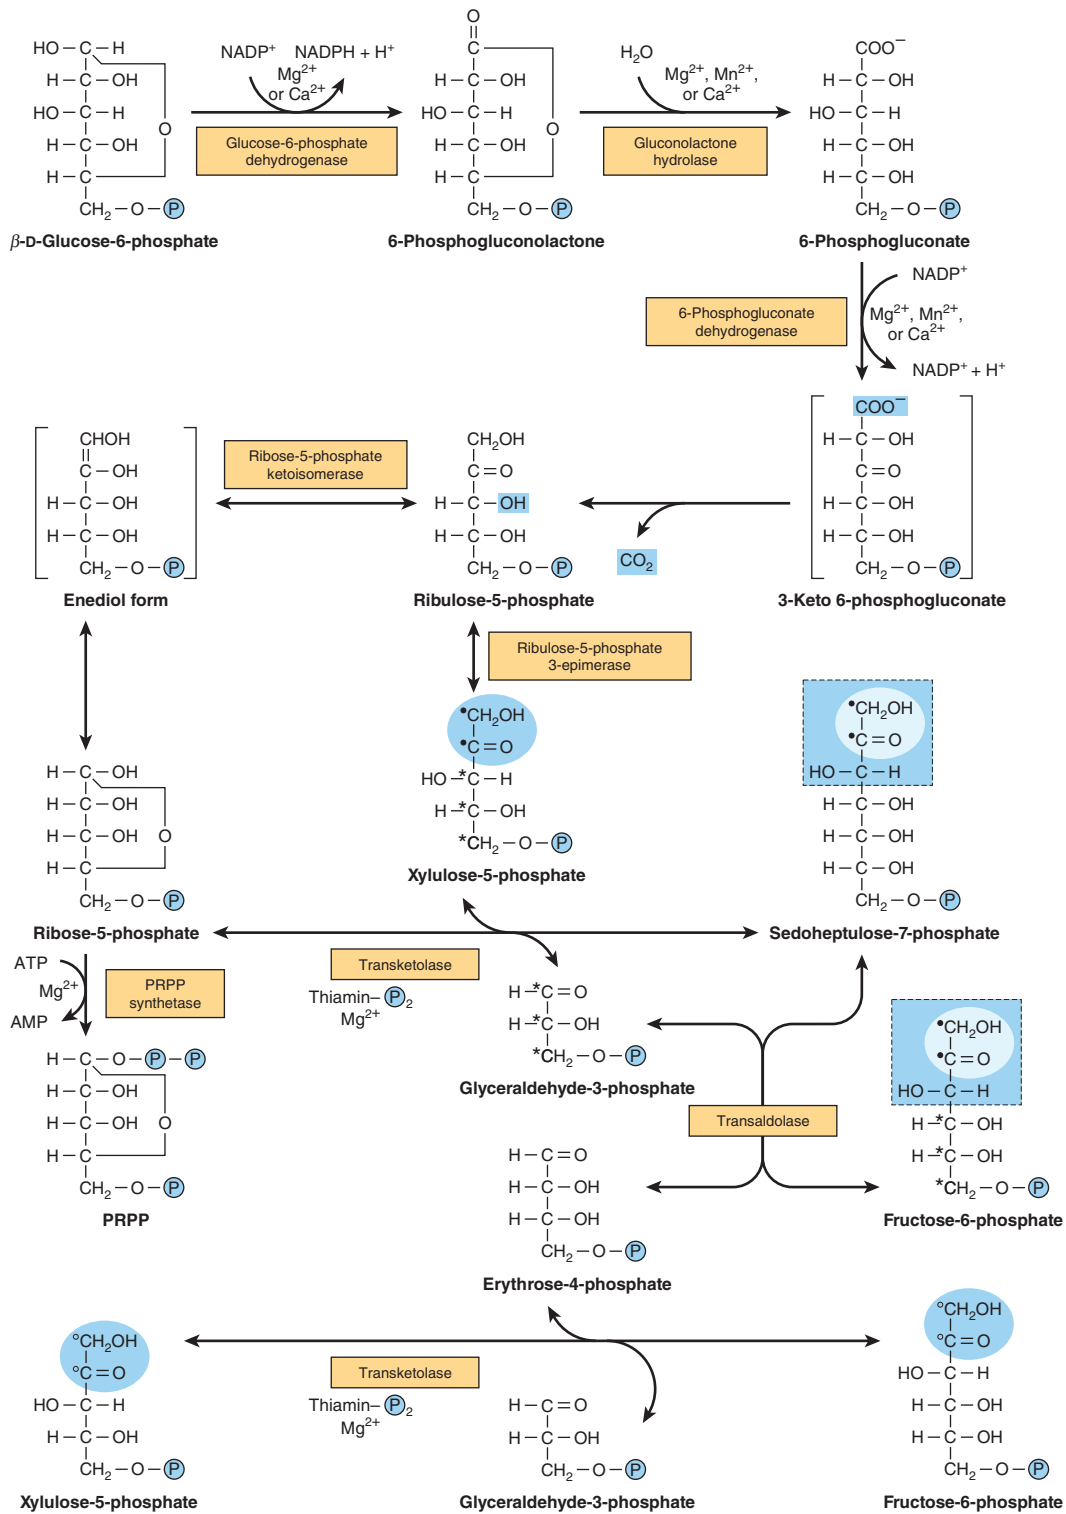 HO–C–H
H–C–OH
HO–C–H
H–C–OH
H–C
O
CH₂–O–P
β-D-Glucose-6-phosphate
NADP⁺ NADPH + H⁺
Mg²⁺
or Ca²⁺
Glucose-6-phosphate
dehydrogenase
O
C
H–C–OH
HO–C–H
H–C–OH
H–C
O
CH₂–O–P
6-Phosphogluconolactone
H₂O
Mg²⁺, Mn²⁺,
or Ca²⁺
Gluconolactone
hydrolase
COO⁻
H–C–OH
HO–C–H
H–C–OH
H–C–OH
CH₂–O–P
6-Phosphogluconate
6-Phosphogluconate
dehydrogenase
NADP⁺
Mg²⁺, Mn²⁺,
or Ca²⁺
NADP⁺ + H⁺
COO⁻
H–C–OH
C=O
H–C–OH
H–C–OH
CH₂–O–P
3-Keto 6-phosphogluconate
CO₂
CH₂OH
C=O
H–C–OH
H–C–OH
CH₂–O–P
Ribulose-5-phosphate
Ribose-5-phosphate
ketoisomerase
CHOH
C–OH
H–C–OH
H–C–OH
CH₂–O–P
Enediol form
Ribulose-5-phosphate
3-epimerase
•CH₂OH
•C=O
HO–*C–H
H–*C–OH
*CH₂–O–P
Xylulose-5-phosphate
•CH₂OH
•C=O
HO–C–H
H–C–OH
H–C–OH
H–C–OH
CH₂–O–P
Sedoheptulose-7-phosphate
H–C–OH
H–C–OH
H–C–OH
O
H–C
CH₂–O–P
Ribose-5-phosphate
ATP
Mg²⁺
AMP
PRPP
synthetase
Transketolase
Thiamin–P₂
Mg²⁺
H–*C=O
H–*C–OH
*CH₂–O–P
Glyceraldehyde-3-phosphate
H–C–O–P–P
H–C–OH
H–C–OH
O
H–C
CH₂–O–P
PRPP
Transaldolase
•CH₂OH
•C=O
HO–C–H
H–*C–OH
H–*C–OH
*CH₂–O–P
Fructose-6-phosphate
H–C=O
H–C–OH
H–C–OH
CH₂–O–P
Erythrose-4-phosphate
°CH₂OH
°C=O
HO–C–H
H–C–OH
CH₂–O–P
Xylulose-5-phosphate
Transketolase
Thiamin–P₂
Mg²⁺
H–C=O
H–C–OH
CH₂–O–P
Glyceraldehyde-3-phosphate
°CH₂OH
°C=O
HO–C–H
H–C–OH
H–C–OH
CH₂–O–P
Fructose-6-phosphate